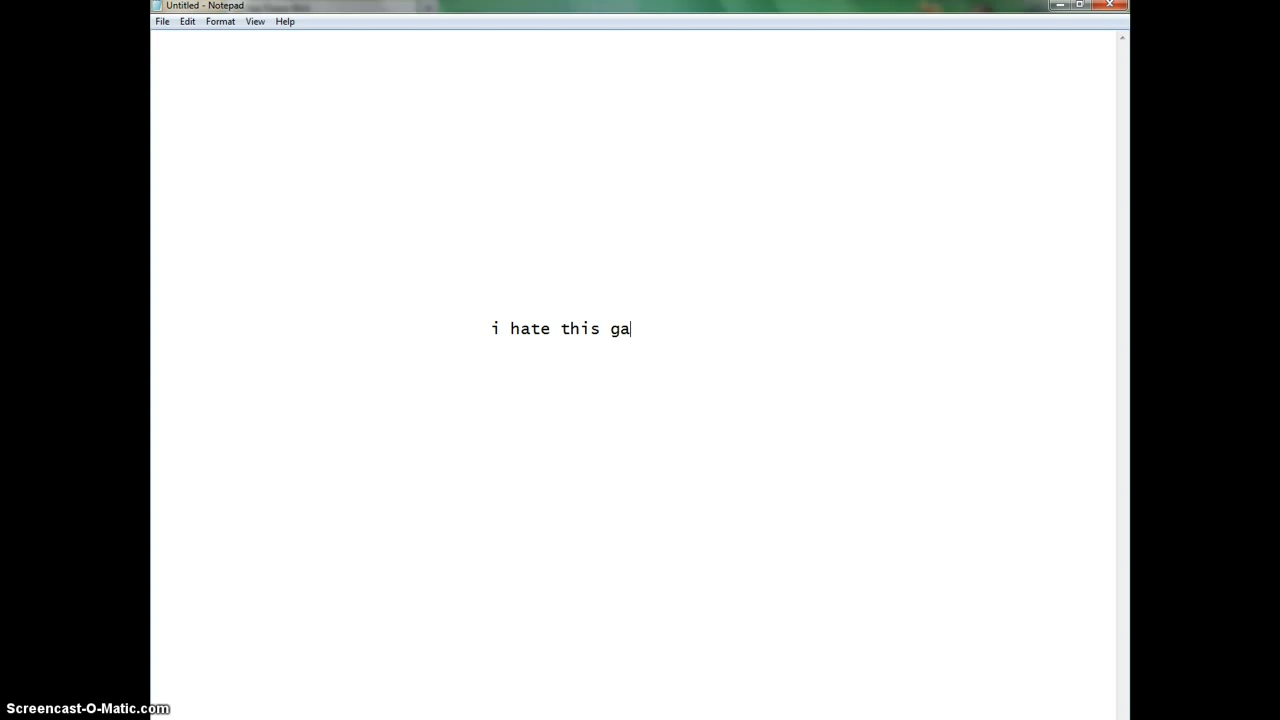 Untitled - Notepad
File Edit Format View Help
i hate this ga
Screencast-O-Matic.com